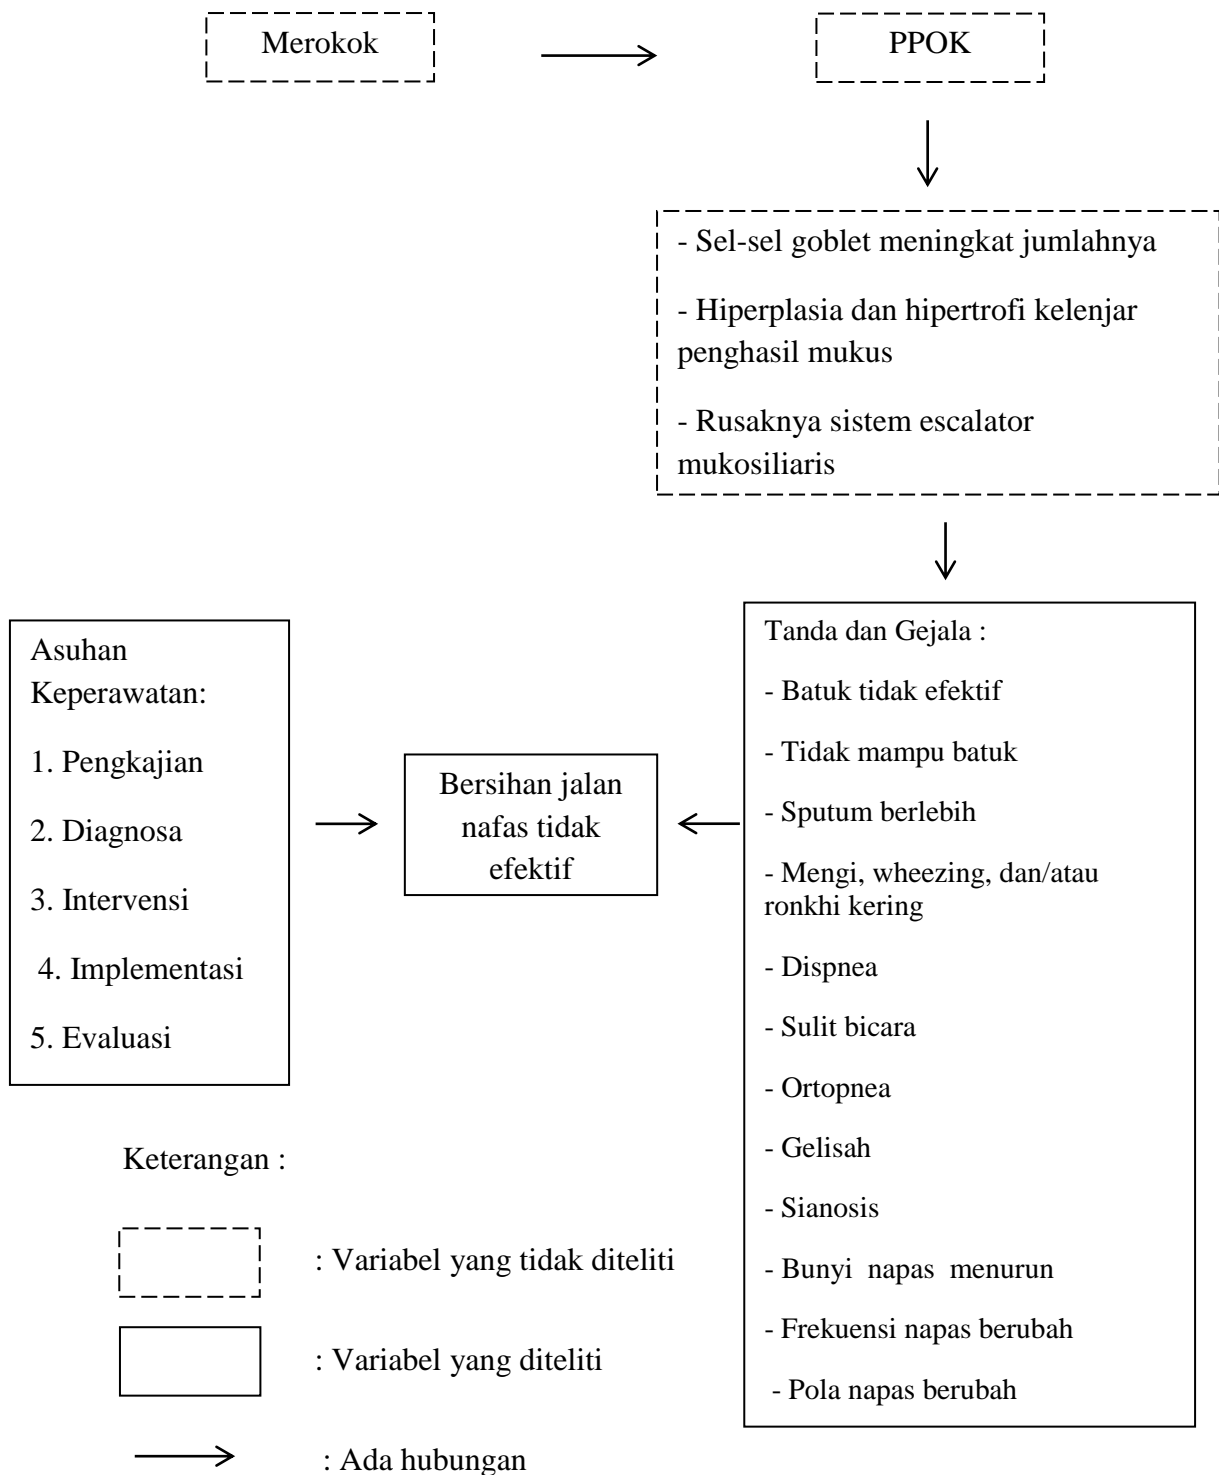 Merokok
PPOK
- Sel-sel goblet meningkat jumlahnya
- Hiperplasia dan hipertrofi kelenjar
penghasil mukus
- Rusaknya sistem escalator
mukosiliaris
Asuhan
Keperawatan:
1. Pengkajian
2. Diagnosa
3. Intervensi
4. Implementasi
5. Evaluasi
Bersihan jalan
nafas tidak
efektif
Tanda dan Gejala :
- Batuk tidak efektif
- Tidak mampu batuk
- Sputum berlebih
- Mengi, wheezing, dan/atau
ronkhi kering
- Dispnea
- Sulit bicara
- Ortopnea
- Gelisah
- Sianosis
- Bunyi napas menurun
- Frekuensi napas berubah
- Pola napas berubah
Keterangan :
: Variabel yang tidak diteliti
: Variabel yang diteliti
: Ada hubungan